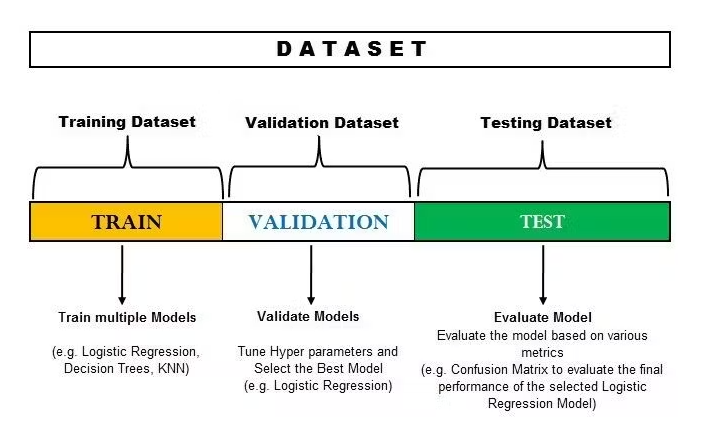 DATASET
Training Dataset
Validation Dataset
Testing Dataset
TRAIN
VALIDATION
TEST
Train multiple Models
(e.g. Logistic Regression,
Decision Trees, KNN)
Validate Models
Tune Hyper parameters and
Select the Best Model
(e.g. Logistic Regression)
Evaluate Model
Evaluate the model based on various
metrics
(e.g. Confusion Matrix to evaluate the final
performance of the selected Logistic
Regression Model)